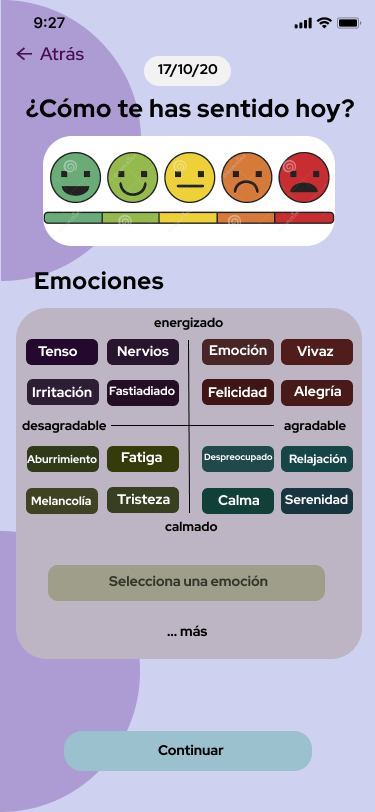 9:27
← Atrás
17/10/20
¿Cómo te has sentido hoy?
Emociones
energizado
Tenso Nervios Emoción Vivaz
Irritación Fastiadiado Felicidad Alegría
desagradable agradable
Aburrimiento Fatiga Despreocupado Relajación
Melancolía Tristeza Calma Serenidad
calmado
Selecciona una emoción
... más
Continuar